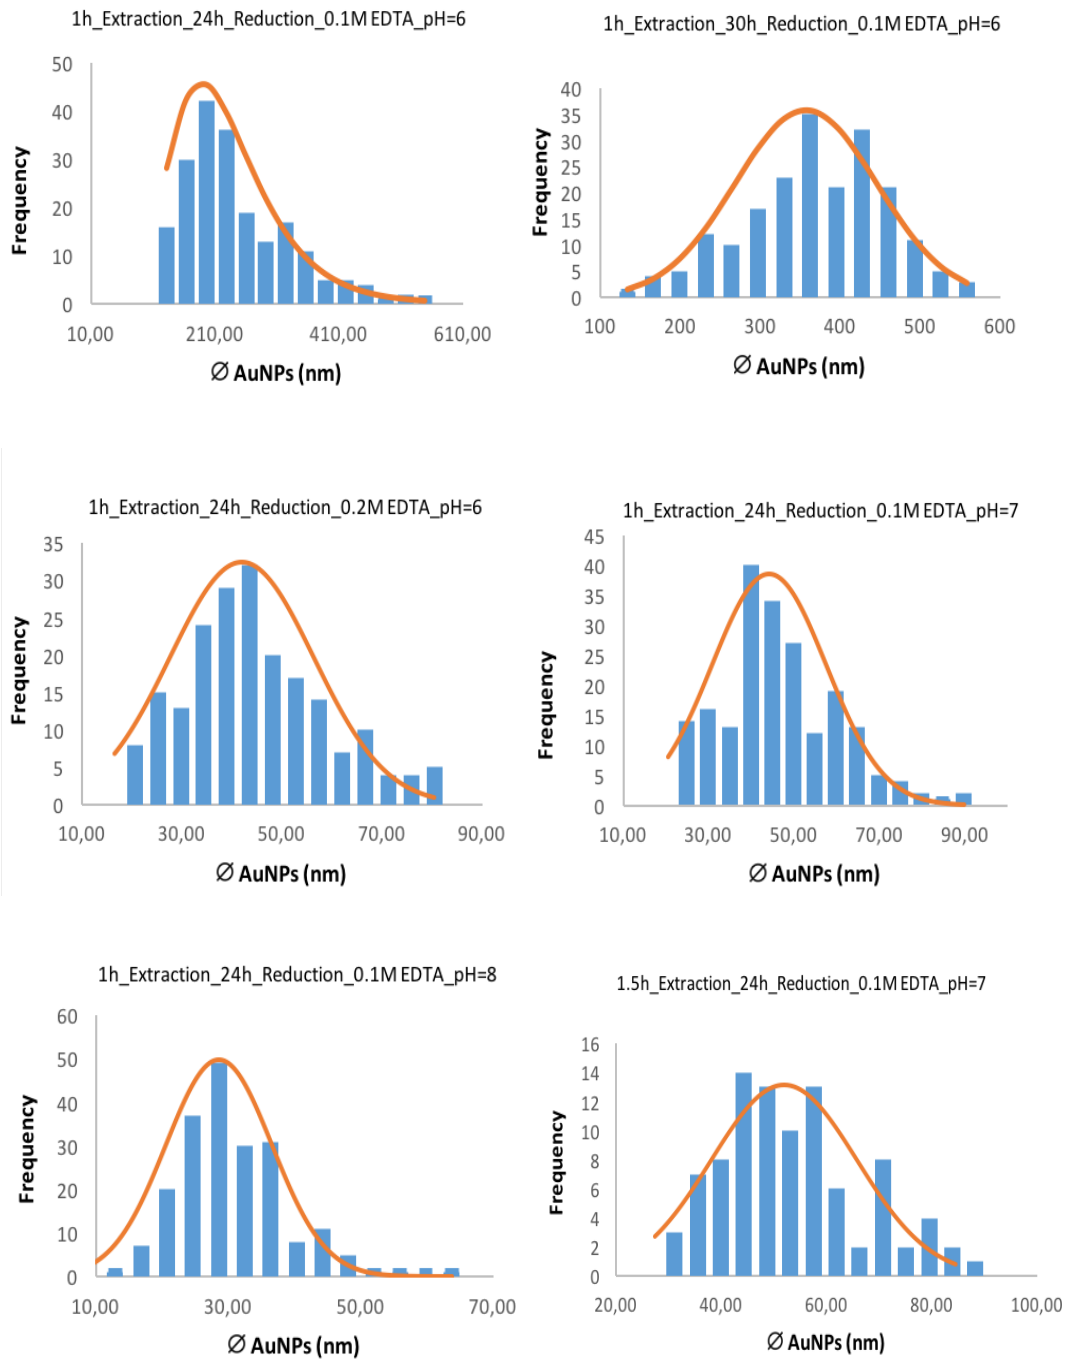 1h_Extraction_24h_Reduction_0.1M EDTA_pH=6
50
40
30
20
10
0
Frequency
10,00 210,00 410,00 610,00
∅ AuNPs (nm)
1h_Extraction_30h_Reduction_0.1M EDTA_pH=6
40
35
30
25
20
15
10
5
0
Frequency
100 200 300 400 500 600
∅ AuNPs (nm)
1h_Extraction_24h_Reduction_0.2M EDTA_pH=6
35
30
25
20
15
10
5
0
Frequency
10,00 30,00 50,00 70,00 90,00
∅ AuNPs (nm)
1h_Extraction_24h_Reduction_0.1M EDTA_pH=7
45
40
35
30
25
20
15
10
5
0
Frequency
10,00 30,00 50,00 70,00 90,00
∅ AuNPs (nm)
1h_Extraction_24h_Reduction_0.1M EDTA_pH=8
60
50
40
30
20
10
0
Frequency
10,00 30,00 50,00 70,00
∅ AuNPs (nm)
1.5h_Extraction_24h_Reduction_0.1M EDTA_pH=7
16
14
12
10
8
6
4
2
0
Frequency
20,00 40,00 60,00 80,00 100,00
∅ AuNPs (nm)